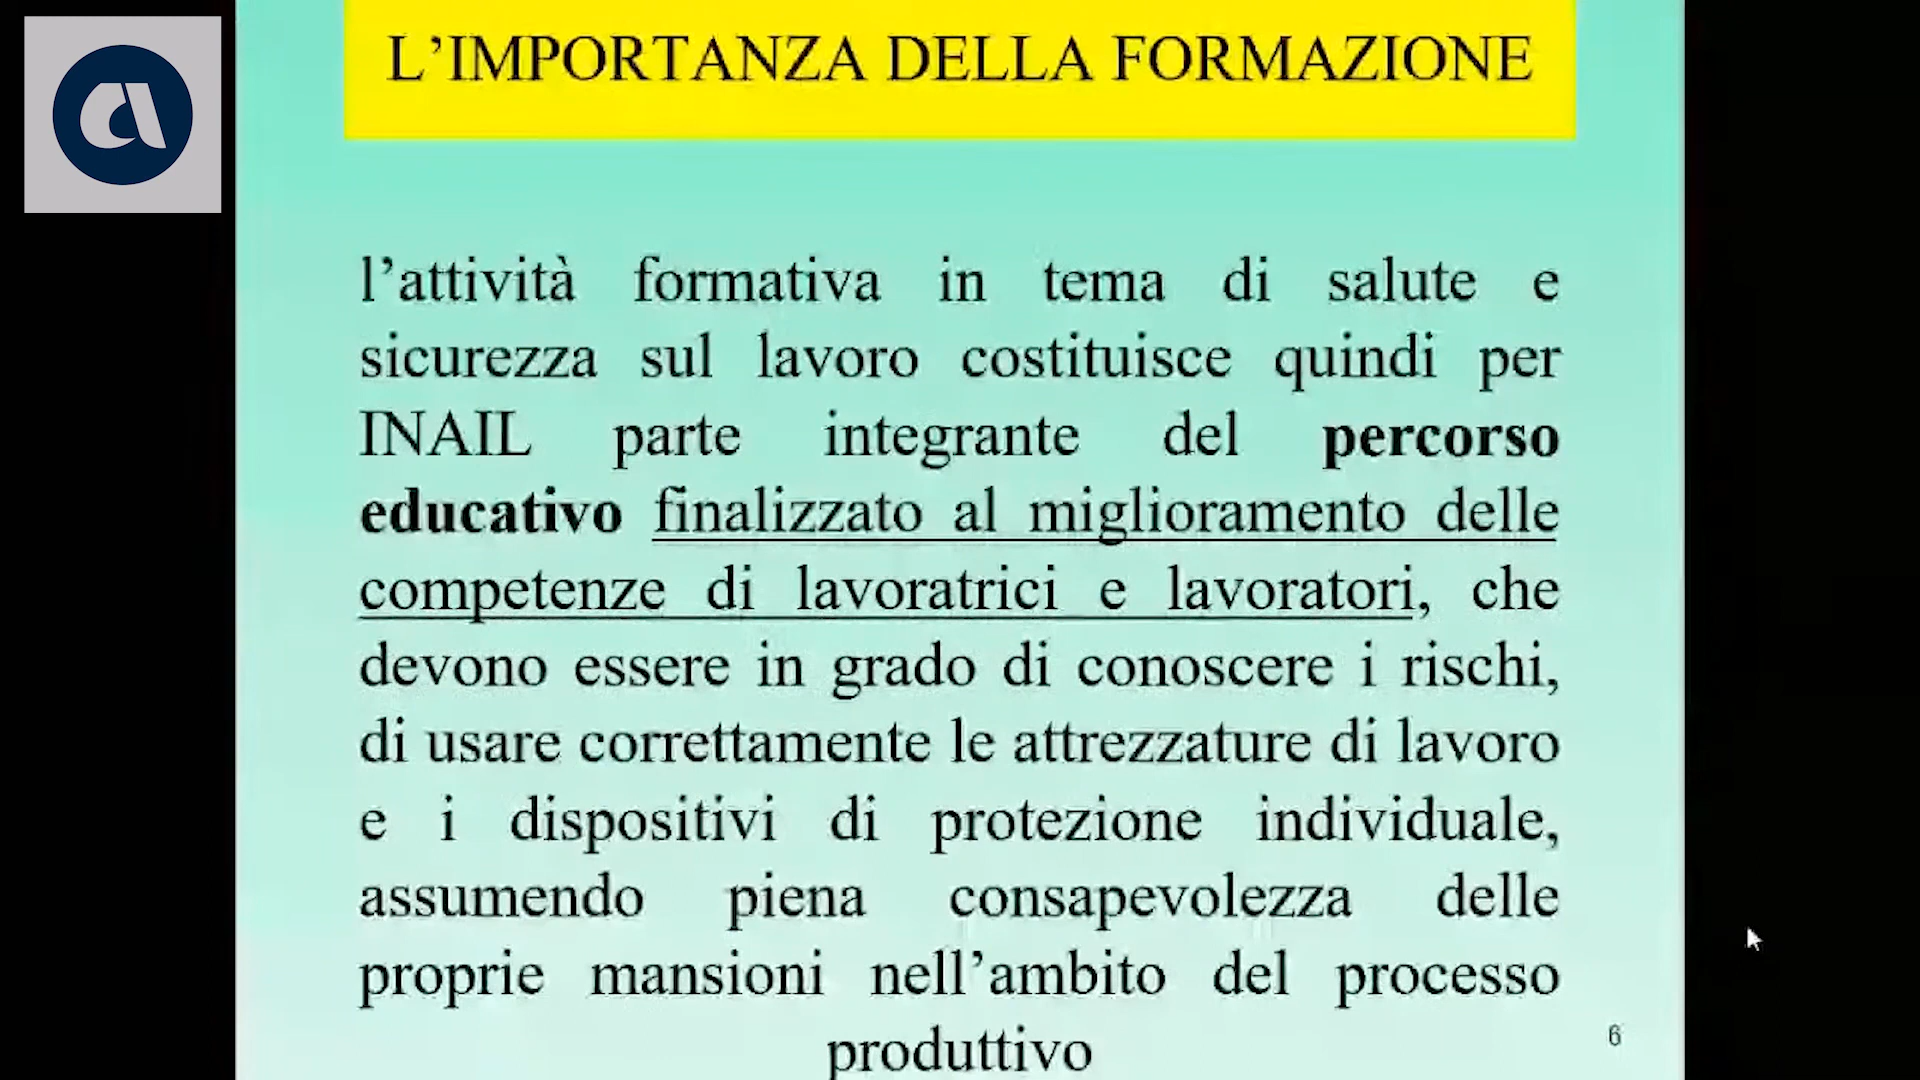 L’IMPORTANZA DELLA FORMAZIONE
l’attività formativa in tema di salute e
sicurezza sul lavoro costituisce quindi per
INAIL parte integrante del percorso
educativo finalizzato al miglioramento delle
competenze di lavoratrici e lavoratori, che
devono essere in grado di conoscere i rischi,
di usare correttamente le attrezzature di lavoro
e i dispositivi di protezione individuale,
assumendo piena consapevolezza delle
proprie mansioni nell’ambito del processo
produttivo
6